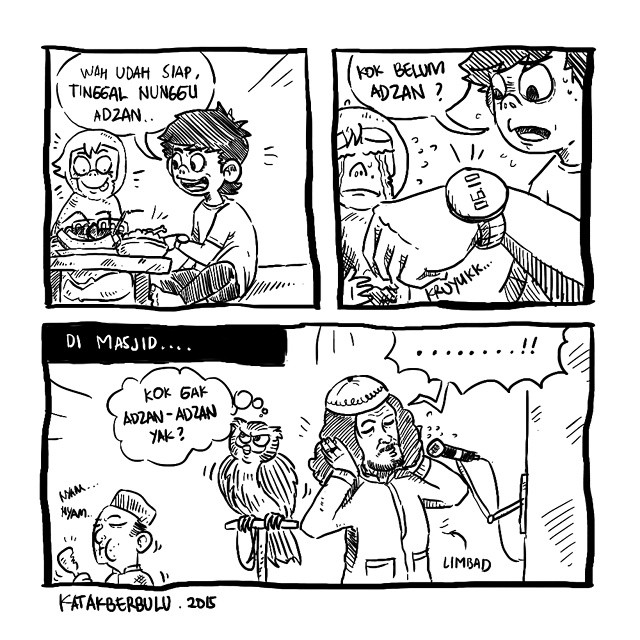 WAH UDAH SIAP,
TINGGAL NUNGGU
ADZAN..
KOK BELUM
ADZAN ?
06.10
KRUYUKK...
DI MASJID....
........!!
KOK GAK
ADZAN-ADZAN
YAK?
NYAM...
NYAM..
LIMBAD
KATAKBERBULU . 2015